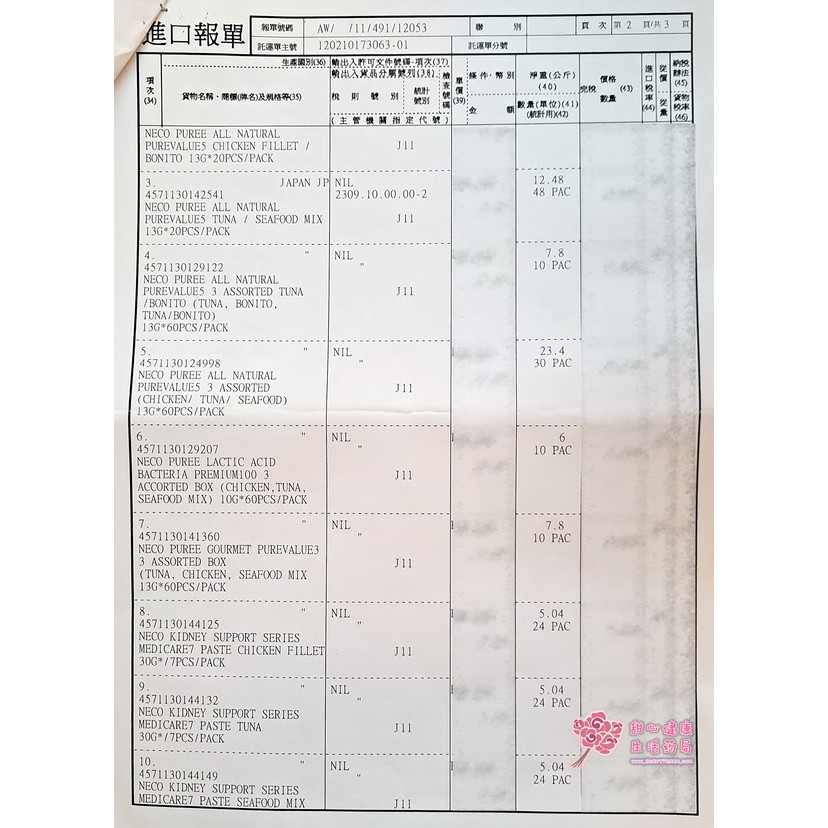 進口報單
報單號碼 AW/ /11/491/12053 聯 別 頁 次 第 2 頁/共 3 頁
託運單主號 120210173063-01 託運單分號
項次(34) 生產國別(36) 貨物名稱、商標(牌名)及規格等(35) 輸出入許可文件號碼-項次(37) 輸出入貨品分類號列(38) 稅則號別 統計號別 檢查號碼 (主管機關指定代號) 單價(39) 條件、幣別 金 額 淨重(公斤)(40) 數量(單位)(41) (統計用)(42) 完稅 價格 數量 (43) 進口稅率(44) 從價 從量 納稅辦法(45) 貨物稅率(46)
NECO PUREE ALL NATURAL
PUREVALUE5 CHICKEN FILLET / J11
BONITO 13G*20PCS/PACK
3. JAPAN JP NIL 12.48
4571130142541 2309.10.00.00-2 48 PAC
NECO PUREE ALL NATURAL
PUREVALUE5 TUNA / SEAFOOD MIX J11
13G*20PCS/PACK
4. " NIL 7.8
4571130129122 " 10 PAC
NECO PUREE ALL NATURAL
PUREVALUE5 3 ASSORTED TUNA J11
/BONITO (TUNA, BONITO,
TUNA/BONITO)
13G*60PCS/PACK
5. " NIL 23.4
4571130124998 " 30 PAC
NECO PUREE ALL NATURAL
PUREVALUE5 3 ASSORTED J11
(CHICKEN/ TUNA/ SEAFOOD)
13G*60PCS/PACK
6. " NIL 6
4571130129207 " 10 PAC
NECO PUREE LACTIC ACID
BACTERIA PREMIUM100 3 J11
ACCORTED BOX (CHICKEN,TUNA,
SEAFOOD MIX) 10G*60PCS/PACK
7. " NIL 7.8
4571130141360 " 10 PAC
NECO PUREE GOURMET PUREVALUE3
3 ASSORTED BOX J11
(TUNA, CHICKEN, SEAFOOD MIX
13G*60PCS/PACK
8. " NIL 5.04
4571130144125 " 24 PAC
NECO KIDNEY SUPPORT SERIES
MEDICARE7 PASTE CHICKEN FILLET J11
30G*/7PCS/PACK
9. " NIL 5.04
4571130144132 " 24 PAC
NECO KIDNEY SUPPORT SERIES
MEDICARE7 PASTE TUNA J11
30G*/7PCS/PACK
10. " NIL 5.04
4571130144149 " 24 PAC
NECO KIDNEY SUPPORT SERIES
MEDICARE7 PASTE SEAFOOD MIX J11
甜心健康
生活药局